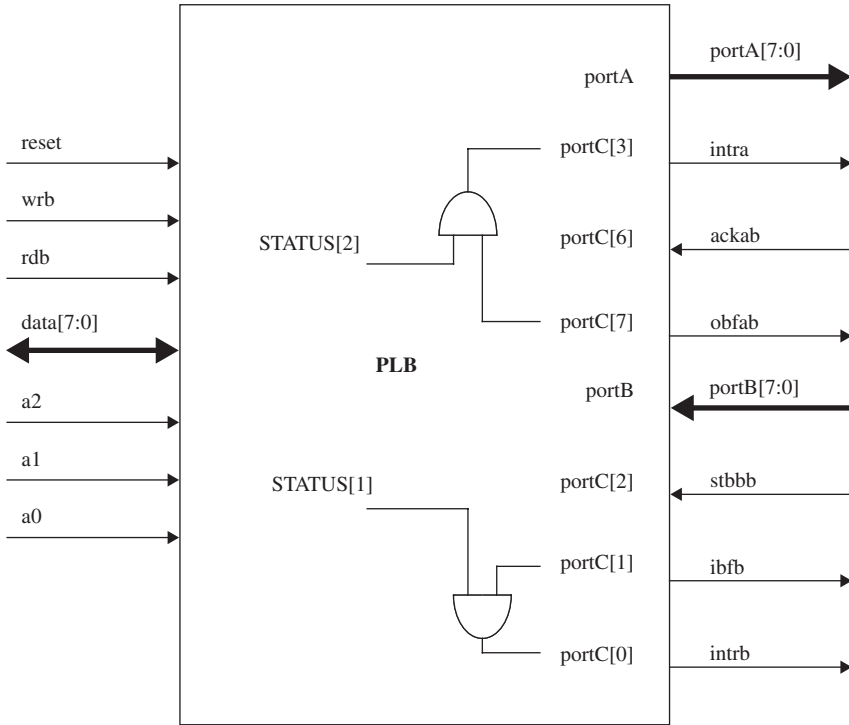 reset
wrb
rdb
data[7:0]
a2
a1
a0
STATUS[2]
PLB
STATUS[1]
portA
portC[3]
portC[6]
portC[7]
portB
portC[2]
portC[1]
portC[0]
portA[7:0]
intra
ackab
obfab
portB[7:0]
stbbb
ibfb
intrb